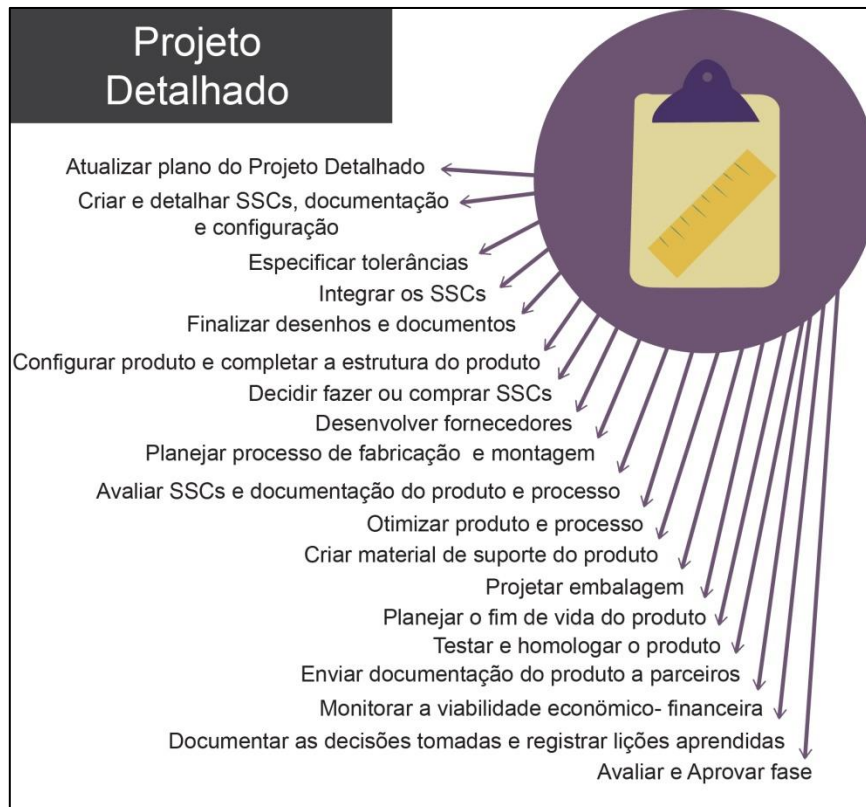 Projeto
Detalhado
Atualizar plano do Projeto Detalhado
Criar e detalhar SSCs, documentação
e configuração
Especificar tolerâncias
Integrar os SSCs
Finalizar desenhos e documentos
Configurar produto e completar a estrutura do produto
Decidir fazer ou comprar SSCs
Desenvolver fornecedores
Planejar processo de fabricação e montagem
Avaliar SSCs e documentação do produto e processo
Otimizar produto e processo
Criar material de suporte do produto
Projetar embalagem
Planejar o fim de vida do produto
Testar e homologar o produto
Enviar documentação do produto a parceiros
Monitorar a viabilidade econömico- financeira
Documentar as decisões tomadas e registrar lições aprendidas
Avaliar e Aprovar fase